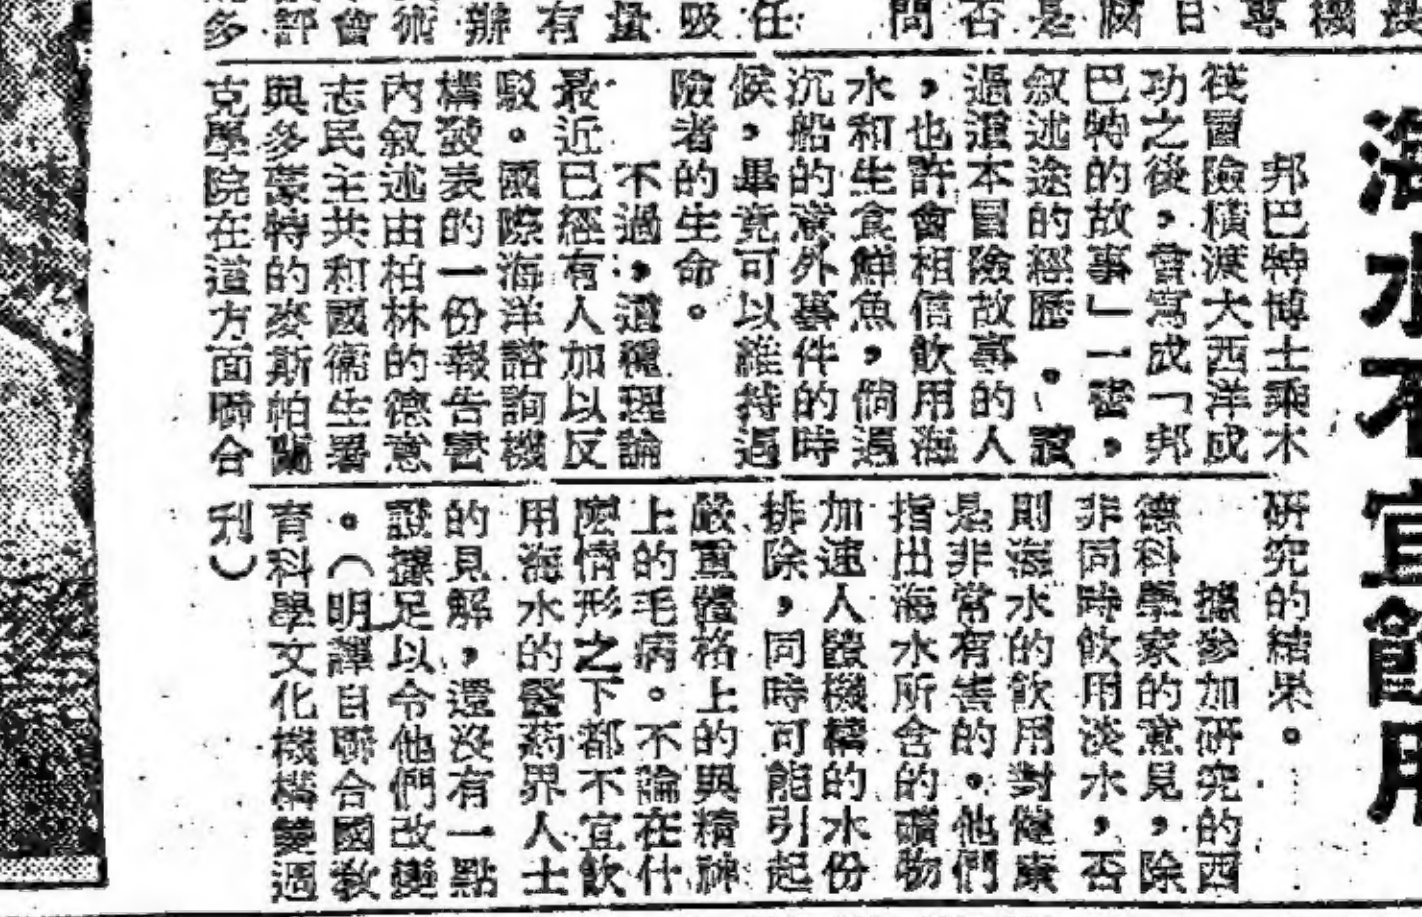 海水不宜飲用
邦巴特博士乘木
筏冒險橫渡大西洋成
功之後，曾寫成「邦
巴特的故事」一書，
叙述途的經歷。讀
過這本冒險故事的人
，也許會相信飲用海
水和生食鮮魚，倘遇
沉船的意外事件的時
候，畢竟可以維持遇
險者的生命。
不過，這種理論
最近已經有人加以反
駁。國際海洋諮詢機
構發表的一份報告書
內叙述由柏林的德意
志民主共和國衞生署
與多蒙特的麥斯帕蘭
克學院在這方面聯合
研究的結果。
據參加研究的西
德科學家的意見，除
非同時飲用淡水，否
則海水的飲用對健康
是非常有害的。他們
指出海水所含的礦物
加速人體機構的水份
排除，同時可能引起
嚴重體格上的與精神
上的毛病。不論在什
麽情形之下都不宜飲
用海水的醫葯界人士
的見解，還沒有一點
證據足以令他們改變
。（明譯自聯合國教
育科學文化機構雙週
刋）
多 評 會 術 辦 有 量 吸 任 問 否 是 腐 日 專 機